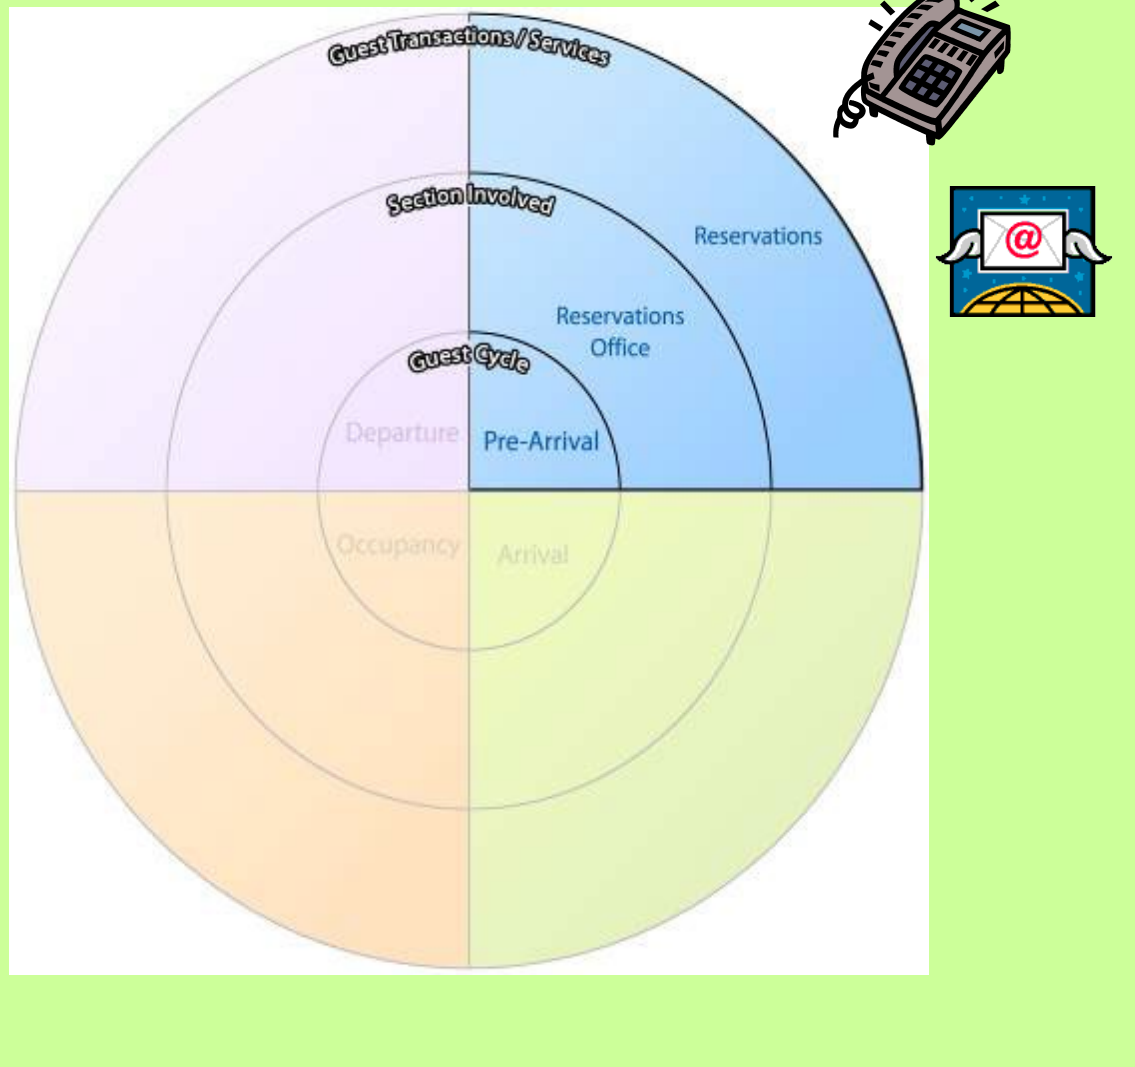 Guest Transactions / Services
Section Involved
Reservations
Reservations
Office
Guest Cycle
Departure
Pre-Arrival
Occupancy
Arrival
@